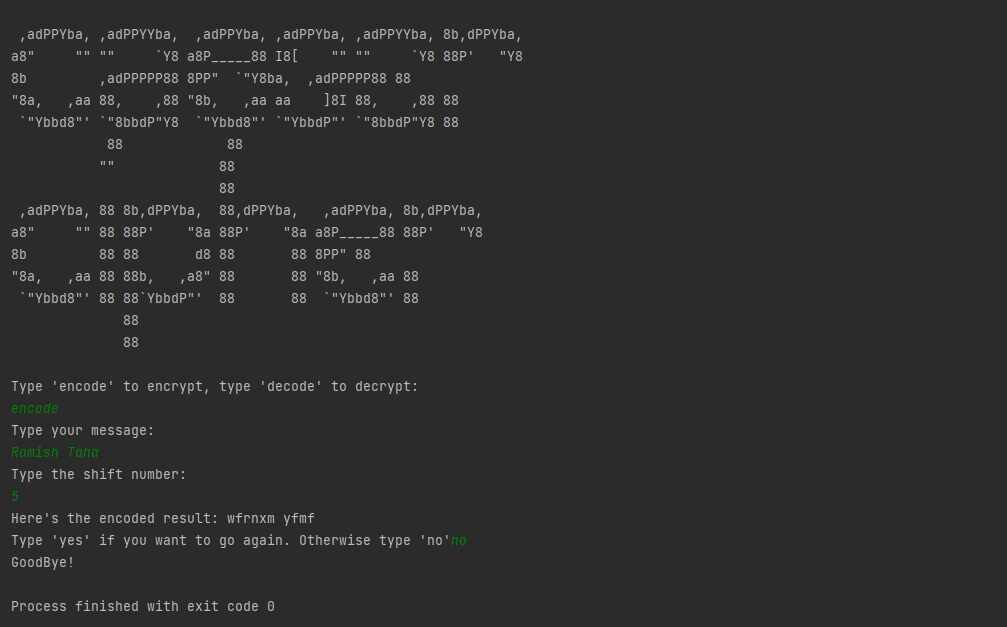 ,adPPYba, ,adPPYYba,  ,adPPYba, ,adPPYba, ,adPPYYba, 8b,dPPYba,
a8"     "" ""     `Y8 a8P_____88 I8[    "" ""     `Y8 88P'   "Y8
8b         ,adPPPPP88 8PP"  `"Y8ba,  ,adPPPPP88 88
"8a,   ,aa 88,    ,88 "8b,   ,aa aa    ]8I 88,    ,88 88
 `"Ybbd8"' `"8bbdP"Y8  `"Ybbd8"' `"YbbdP"' `"8bbdP"Y8 88
            88             88
           ""             88
                          88
 ,adPPYba, 88 8b,dPPYba,  88,dPPYba,   ,adPPYba, 8b,dPPYba,
a8"     "" 88 88P'    "8a 88P'    "8a a8P_____88 88P'   "Y8
8b         88 88       d8 88       88 8PP" 88
"8a,   ,aa 88 88b,   ,a8" 88       88 "8b,   ,aa 88
 `"Ybbd8"' 88 88`YbbdP"'  88       88  `"Ybbd8"' 88
              88
              88
Type 'encode' to encrypt, type 'decode' to decrypt:
encode
Type your message:
Ramish Taha
Type the shift number:
5
Here's the encoded result: wfrnxm yfmf
Type 'yes' if you want to go again. Otherwise type 'no'no
GoodBye!
Process finished with exit code 0